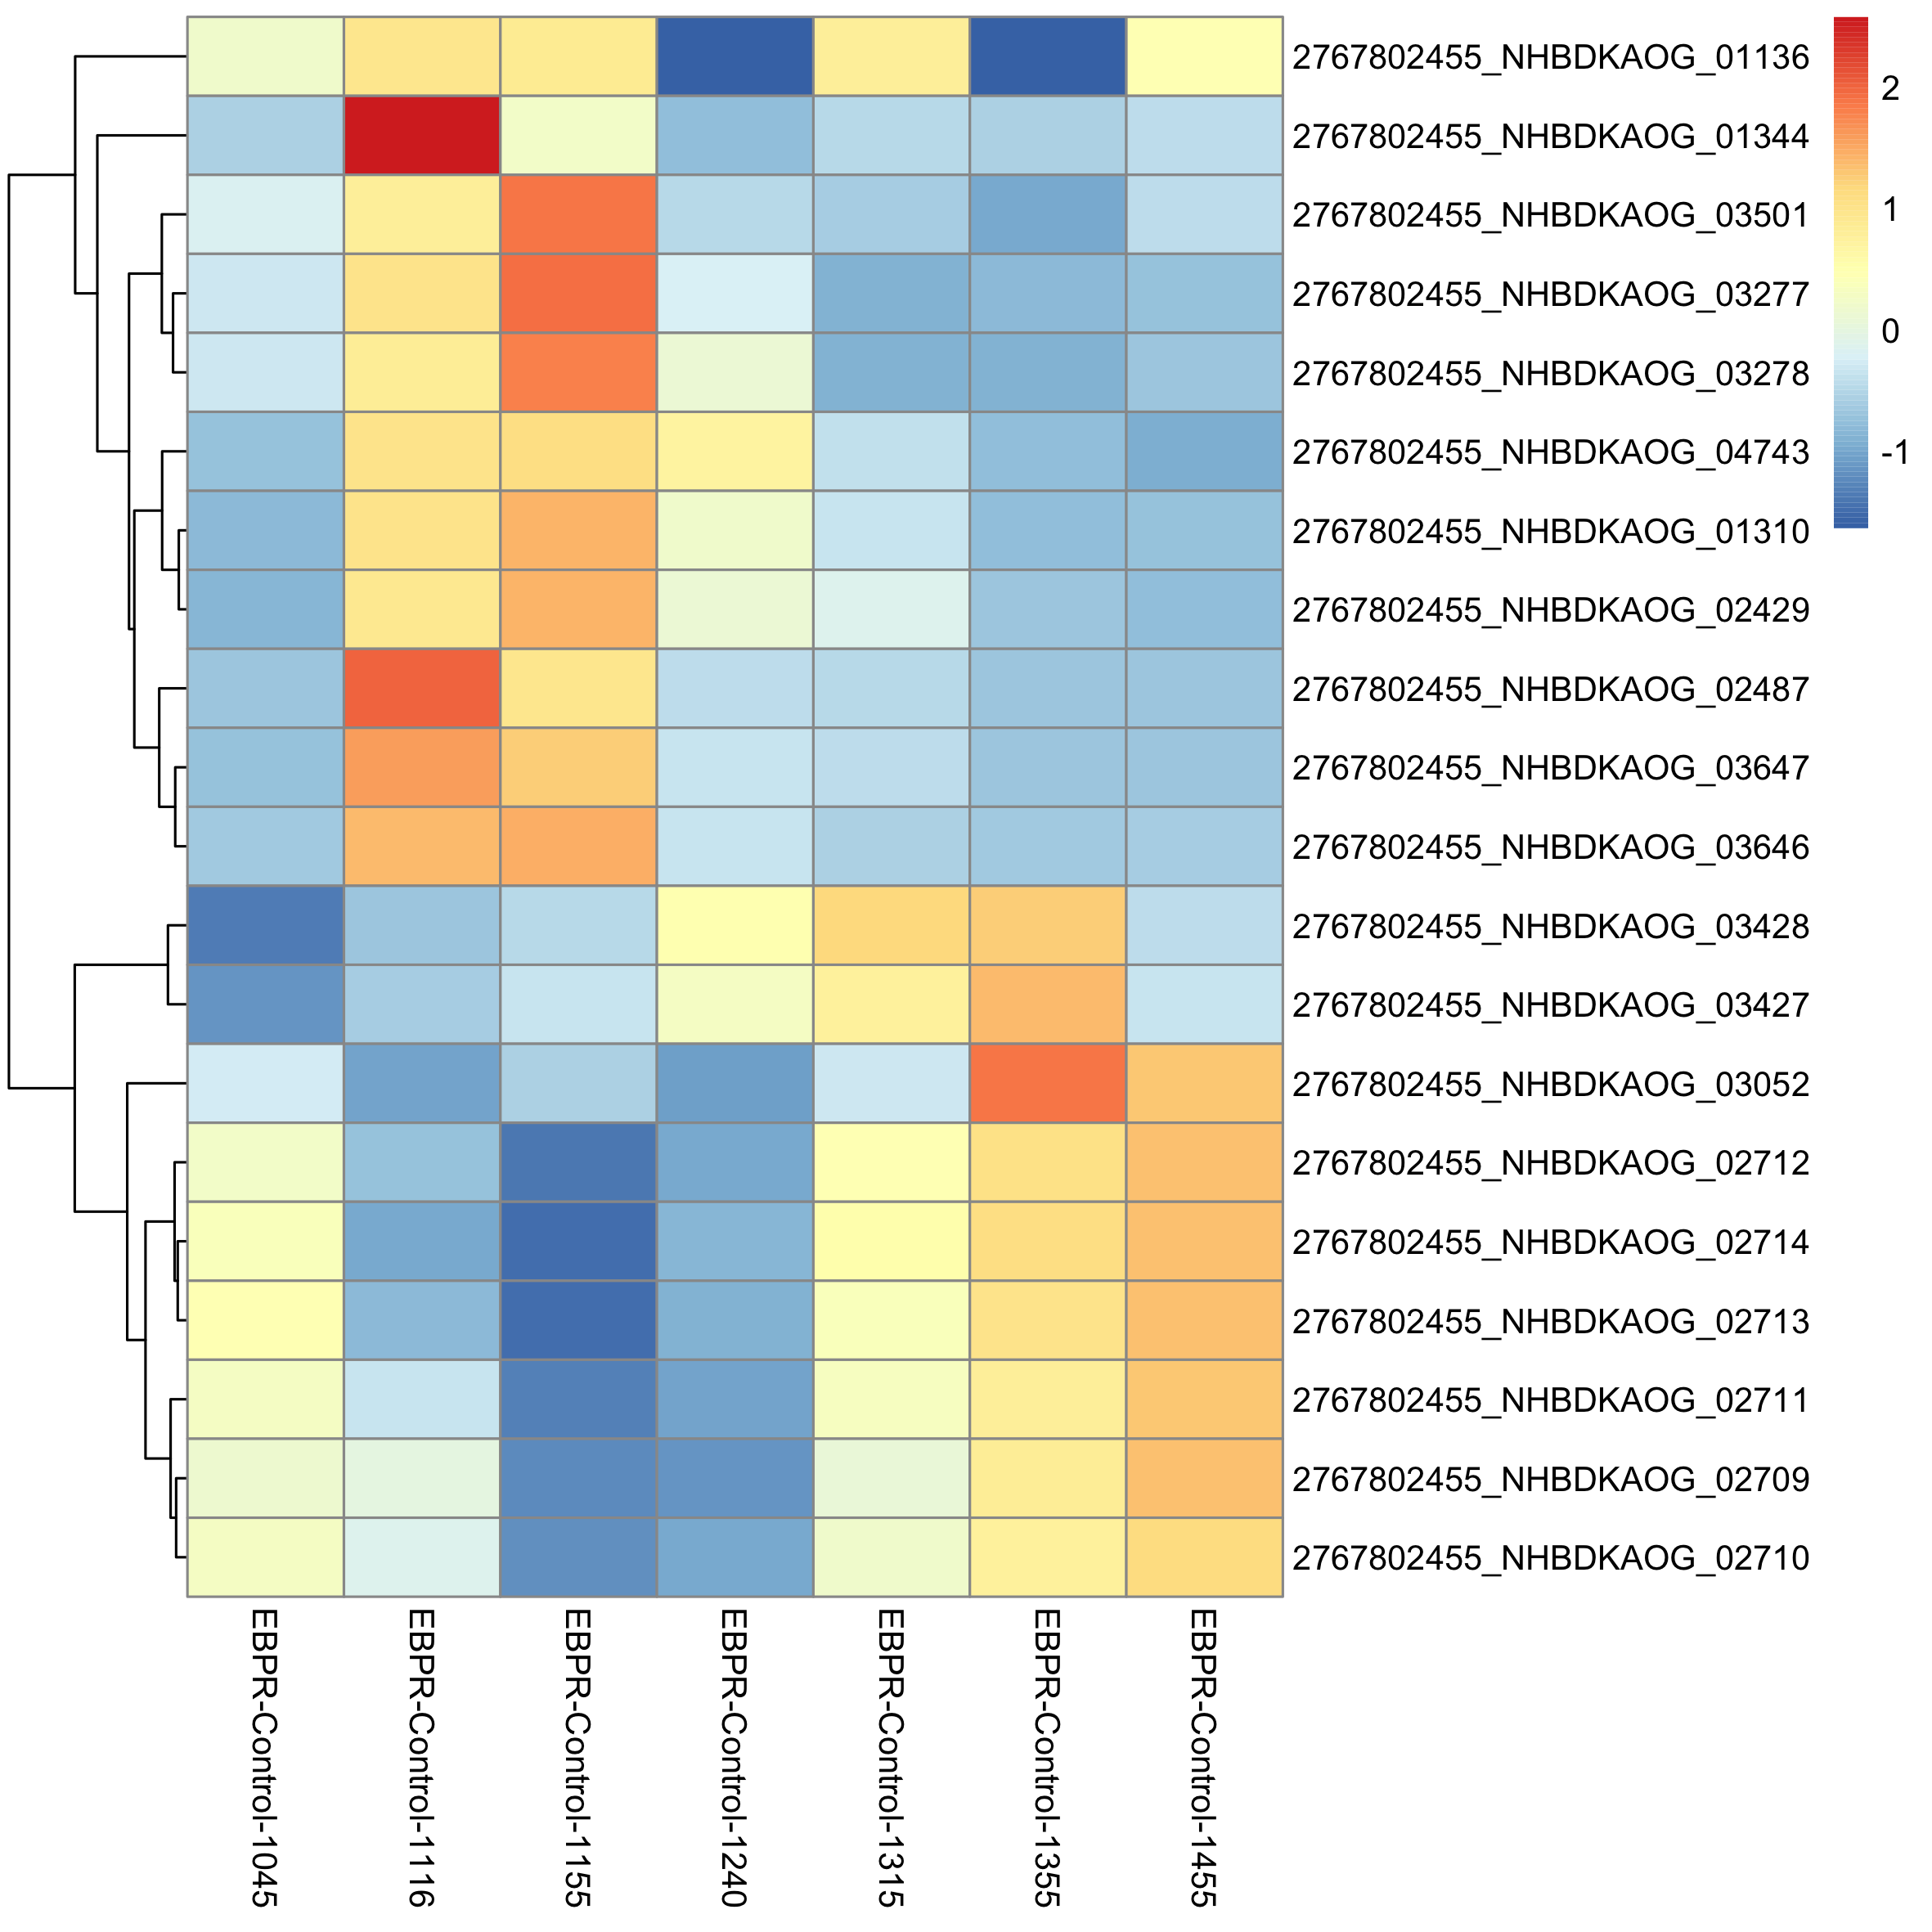 2767802455_NHBDKAOG_01136
2767802455_NHBDKAOG_01344
2767802455_NHBDKAOG_03501
2767802455_NHBDKAOG_03277
2767802455_NHBDKAOG_03278
2767802455_NHBDKAOG_04743
2767802455_NHBDKAOG_01310
2767802455_NHBDKAOG_02429
2767802455_NHBDKAOG_02487
2767802455_NHBDKAOG_03647
2767802455_NHBDKAOG_03646
2767802455_NHBDKAOG_03428
2767802455_NHBDKAOG_03427
2767802455_NHBDKAOG_03052
2767802455_NHBDKAOG_02712
2767802455_NHBDKAOG_02714
2767802455_NHBDKAOG_02713
2767802455_NHBDKAOG_02711
2767802455_NHBDKAOG_02709
2767802455_NHBDKAOG_02710
2
1
0
-1
EBPR-Control-1045
EBPR-Control-1116
EBPR-Control-1155
EBPR-Control-1240
EBPR-Control-1315
EBPR-Control-1355
EBPR-Control-1455